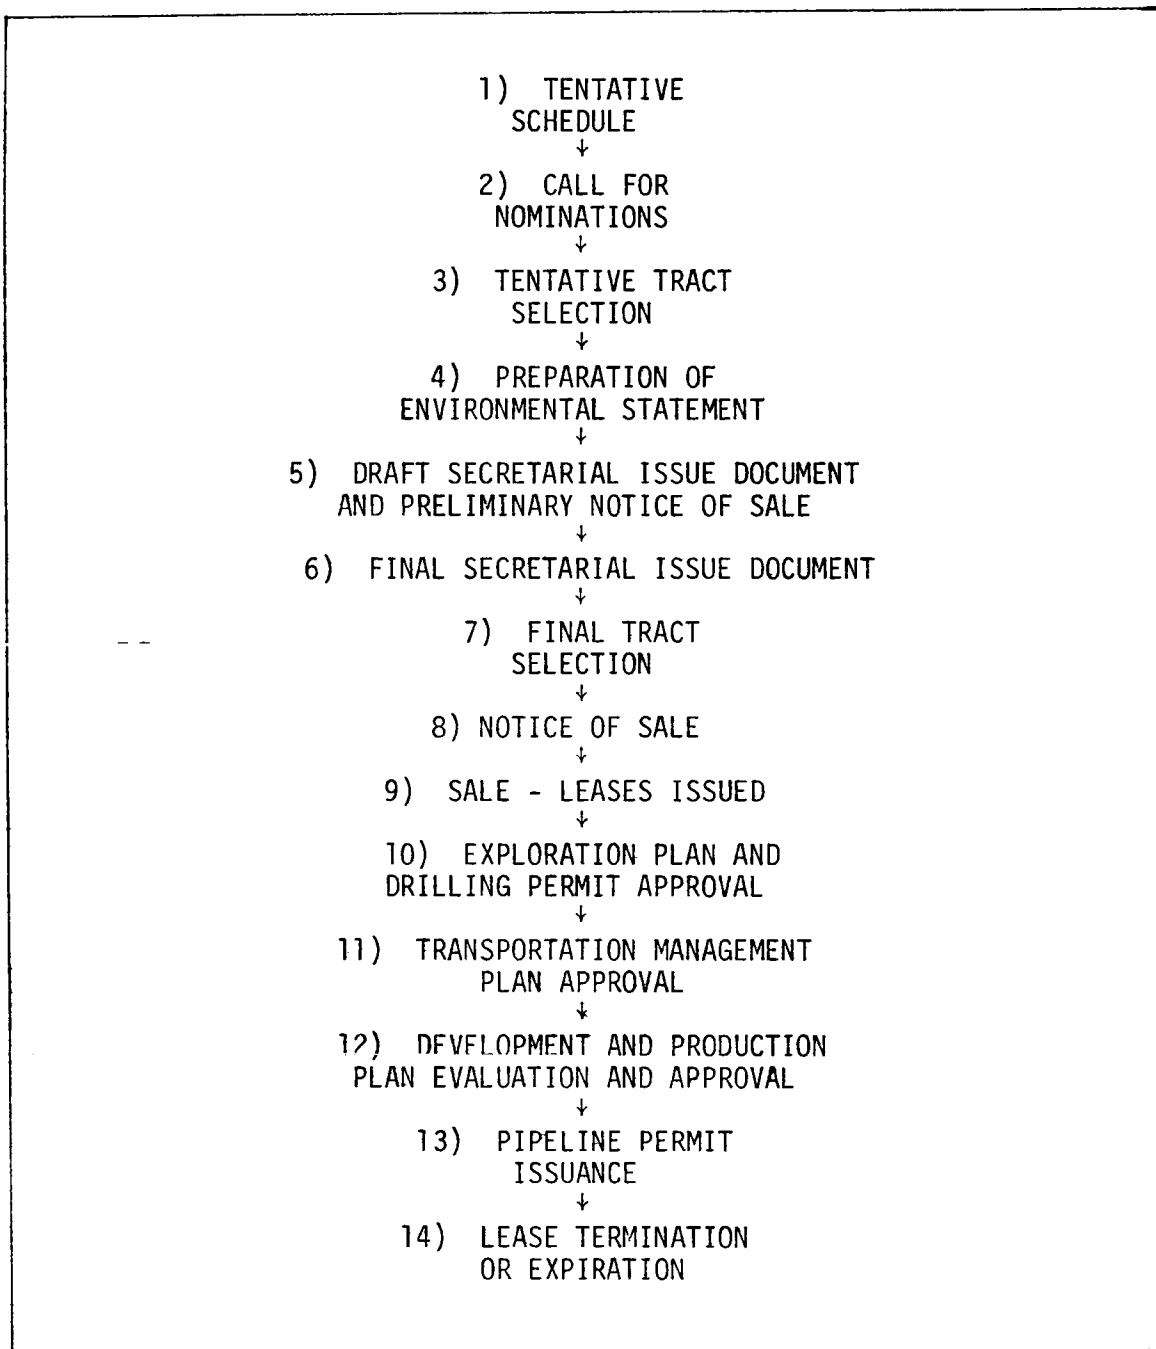 1) TENTATIVE
SCHEDULE
↓
2) CALL FOR
NOMINATIONS
↓
3) TENTATIVE TRACT
SELECTION
↓
4) PREPARATION OF
ENVIRONMENTAL STATEMENT
↓
5) DRAFT SECRETARIAL ISSUE DOCUMENT
AND PRELIMINARY NOTICE OF SALE
↓
6) FINAL SECRETARIAL ISSUE DOCUMENT
↓
7) FINAL TRACT
SELECTION
↓
8) NOTICE OF SALE
↓
9) SALE - LEASES ISSUED
↓
10) EXPLORATION PLAN AND
DRILLING PERMIT APPROVAL
↓
11) TRANSPORTATION MANAGEMENT
PLAN APPROVAL
↓
12) DEVELOPMENT AND PRODUCTION
PLAN EVALUATION AND APPROVAL
↓
13) PIPELINE PERMIT
ISSUANCE
↓
14) LEASE TERMINATION
OR EXPIRATION